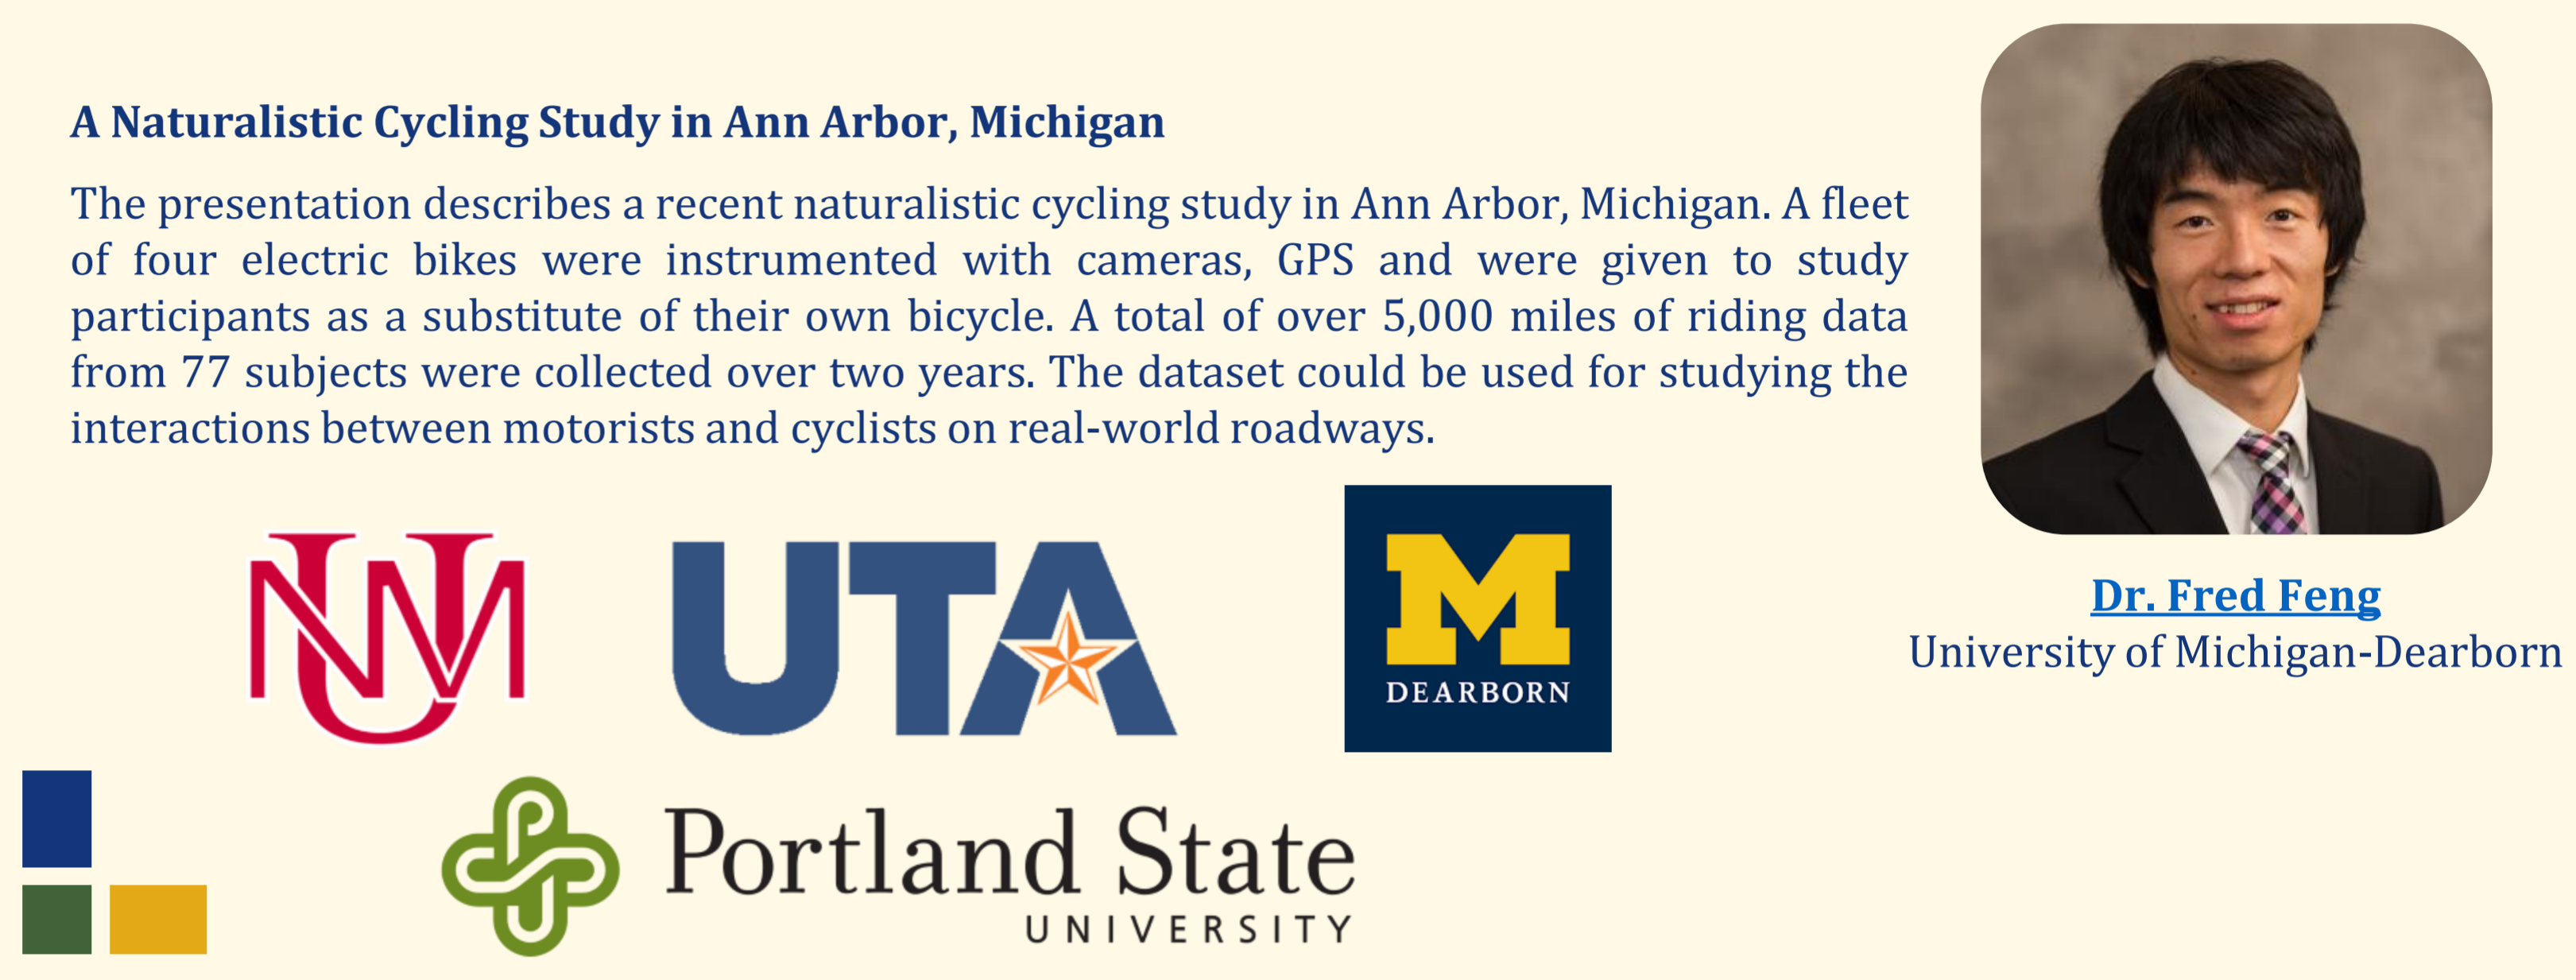 A Naturalistic Cycling Study in Ann Arbor, Michigan
The presentation describes a recent naturalistic cycling study in Ann Arbor, Michigan. A fleet
of four electric bikes were instrumented with cameras, GPS and were given to study
participants as a substitute of their own bicycle. A total of over 5,000 miles of riding data
from 77 subjects were collected over two years. The dataset could be used for studying the
interactions between motorists and cyclists on real-world roadways.
Dr. Fred Feng
University of Michigan-Dearborn
UNM
UTA
M
DEARBORN
Portland State
UNIVERSITY